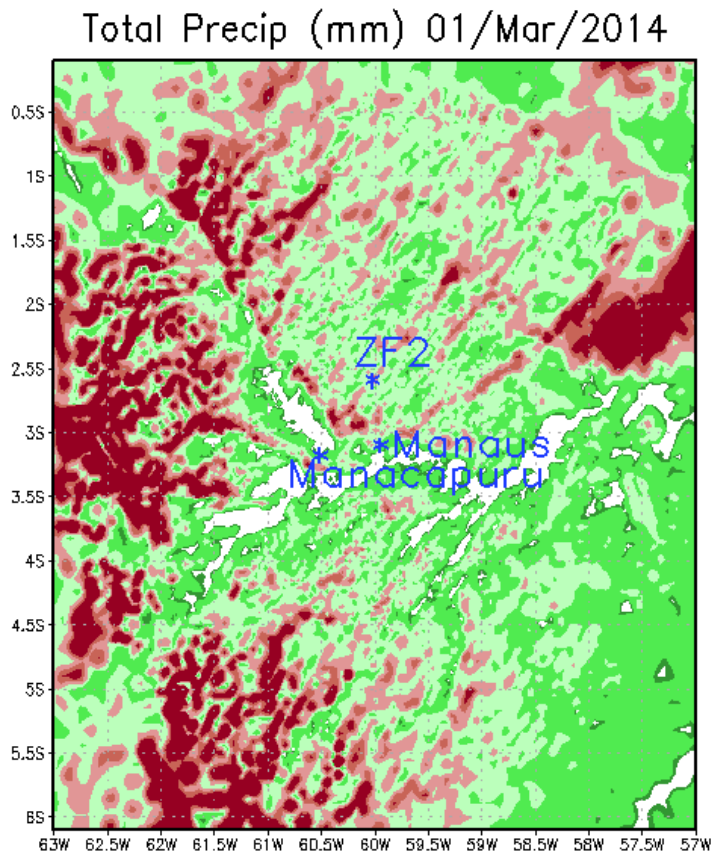 Total Precip (mm) 01/Mar/2014
0.5S
1S
1.5S
2S
2.5S
ZF2
3S
Manaus
Manacapuru
3.5S
4S
4.5S
5S
5.5S
6S
63W 62.5W 62W 61.5W 61W 60.5W 60W 59.5W 59W 58.5W 58W 57.5W 57W